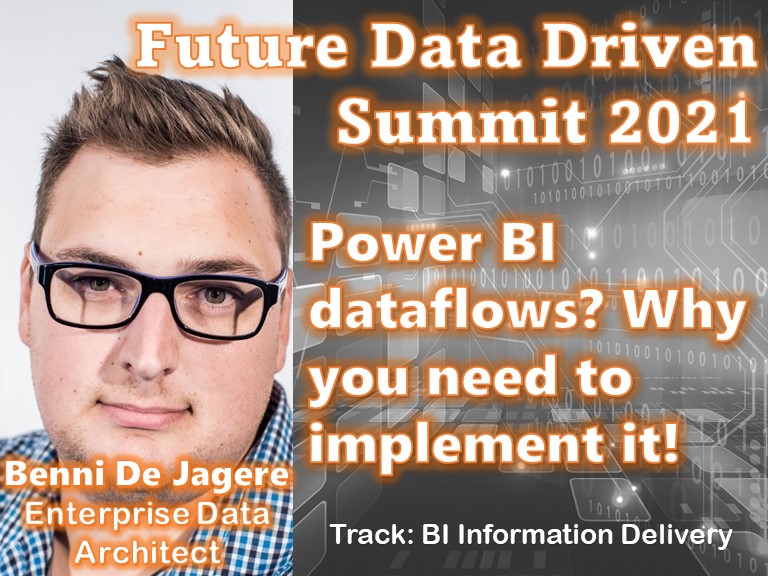 Future Data Driven
Summit 2021
Power BI
dataflows? Why
you need to
implement it!
Benni De Jagere
Enterprise Data
Architect
Track: BI Information Delivery